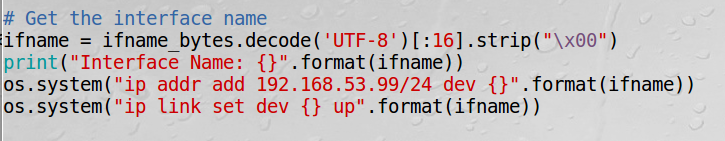 # Get the interface name
ifname = ifname_bytes.decode('UTF-8')[:16].strip("\x00")
print("Interface Name: {}".format(ifname))
os.system("ip addr add 192.168.53.99/24 dev {}".format(ifname))
os.system("ip link set dev {} up".format(ifname))